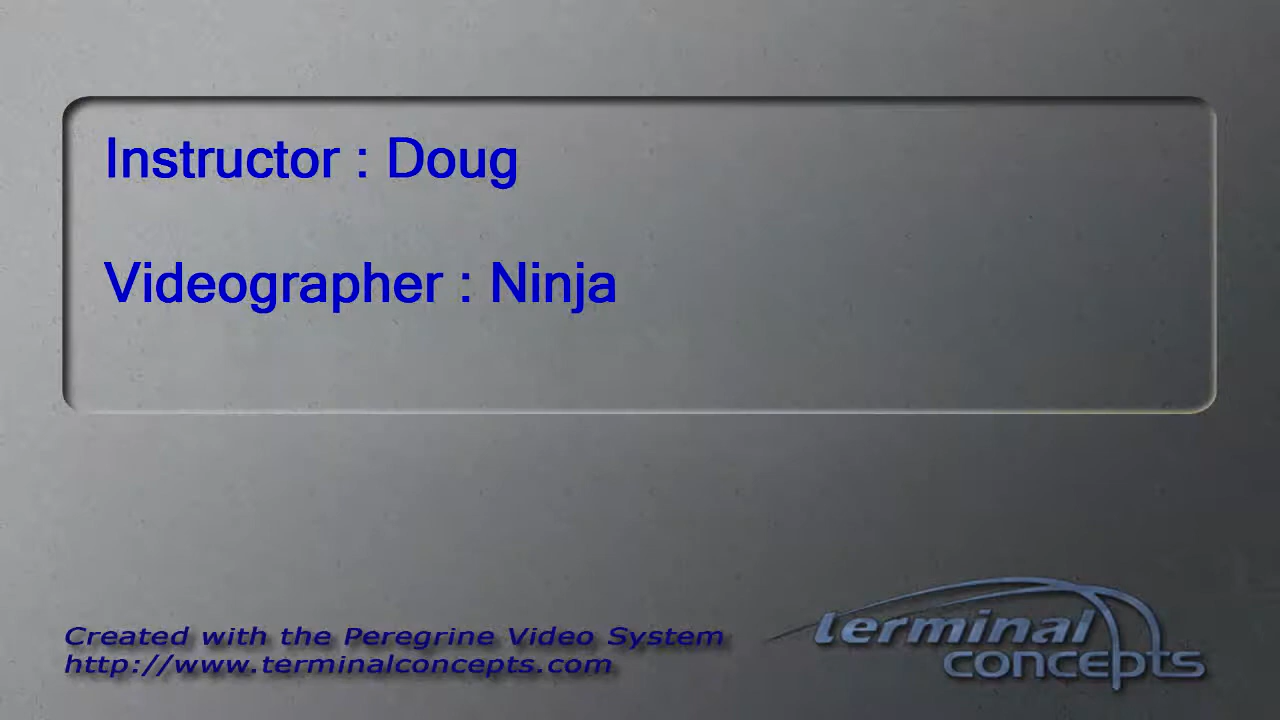 Instructor : Doug
Videographer : Ninja
Created with the Peregrine Video System
http://www.terminalconcepts.com
terminal
concepts